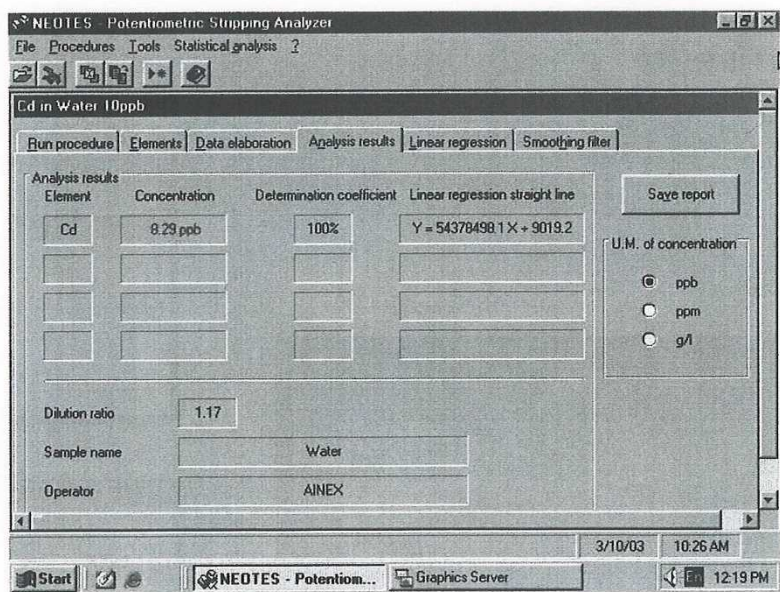 NEOTES - Potentiometric Stripping Analyzer
File Procedures Tools Statistical analysis ?
Cd in Water 10ppb
Run procedure Elements Data elaboration Analysis results Linear regression Smoothing filter
Analysis results
Element Concentration Determination coefficient Linear regression straight line
Cd 8.29 ppb 100% Y = 54378498.1 X + 9019.2
Save report
U.M. of concentration
ppb
ppm
g/l
Dilution ratio 1.17
Sample name Water
Operator AINEX
3/10/03 10:26 AM
Start NEOTES - Potentiom... Graphics Server En 12:19 PM